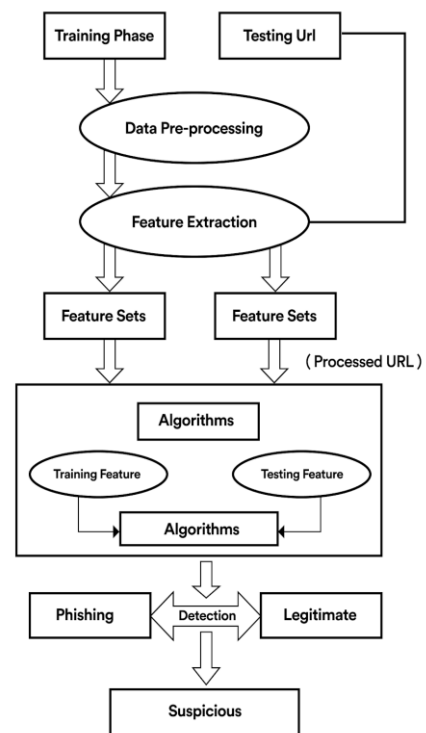 Training Phase
Testing Url
Data Pre-processing
Feature Extraction
Feature Sets
Feature Sets
( Processed URL )
Algorithms
Training Feature
Testing Feature
Algorithms
Phishing
Detection
Legitimate
Suspicious